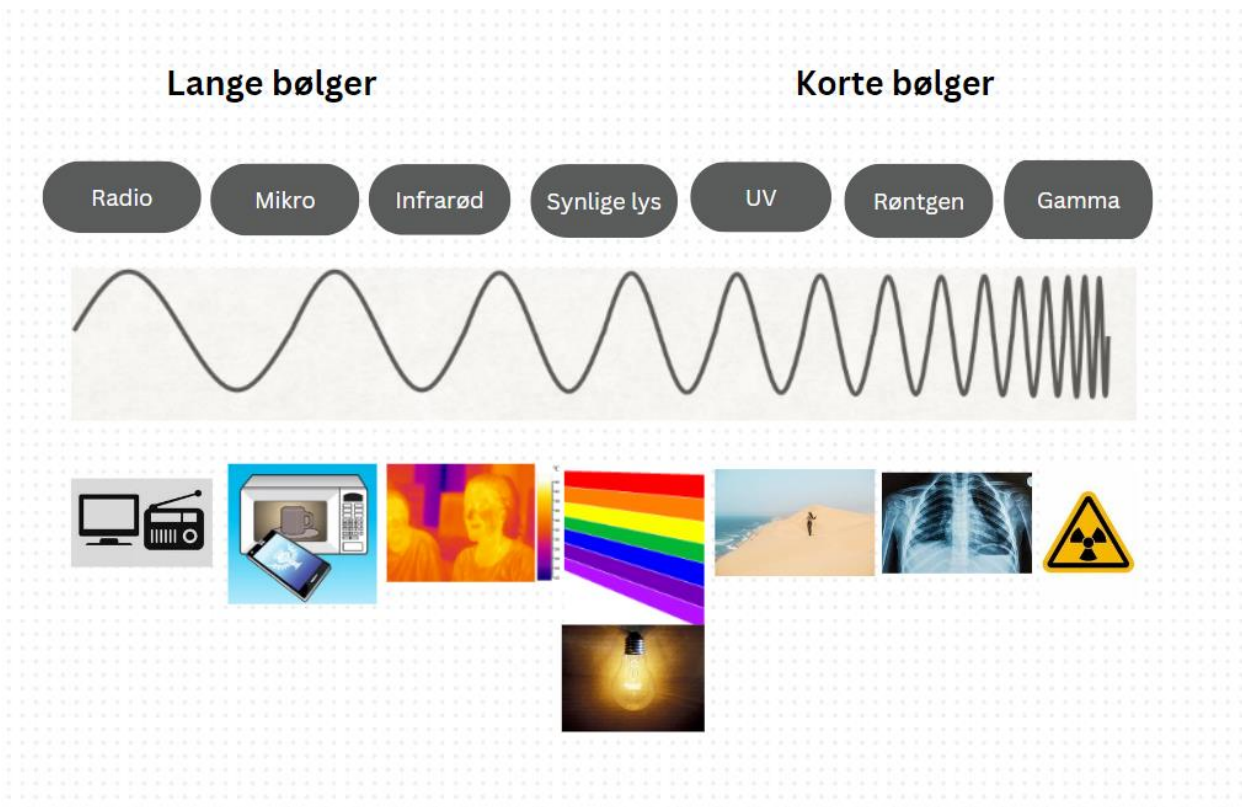 Lange bølger
Korte bølger
Radio
Mikro
Infrarød
Synlige lys
UV
Røntgen
Gamma